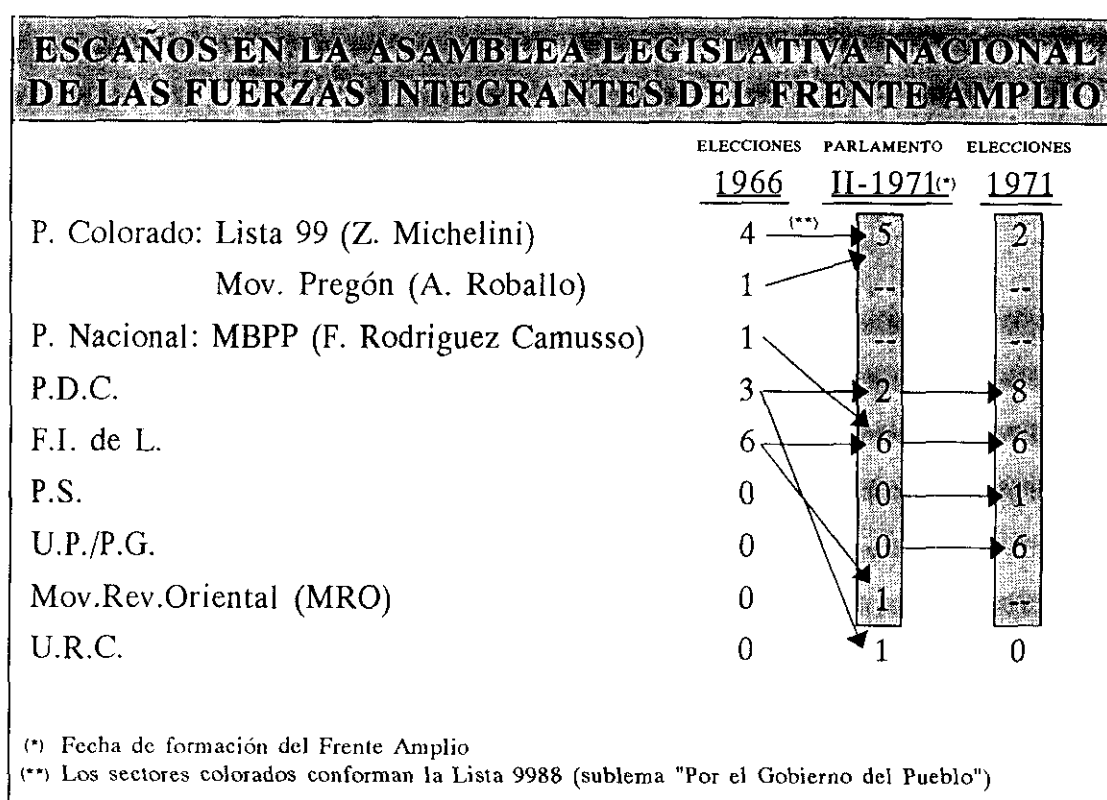 ESCAÑOS EN LA ASAMBLEA LEGISLATIVA NACIONAL
DE LAS FUERZAS INTEGRANTES DEL FRENTE AMPLIO
ELECCIONES PARLAMENTO ELECCIONES
1966 II-1971(*) 1971
P. Colorado: Lista 99 (Z. Michelini) 4 (**) 5 2
Mov. Pregón (A. Roballo) 1 -- --
P. Nacional: MBPP (F. Rodriguez Camusso) 1 -- --
P.D.C. 3 2 8
F.I. de L. 6 6 6
P.S. 0 0 1
U.P./P.G. 0 0 6
Mov.Rev.Oriental (MRO) 0 1 --
U.R.C. 0 1 0
(*) Fecha de formación del Frente Amplio
(**) Los sectores colorados conforman la Lista 9988 (sublema "Por el Gobierno del Pueblo")